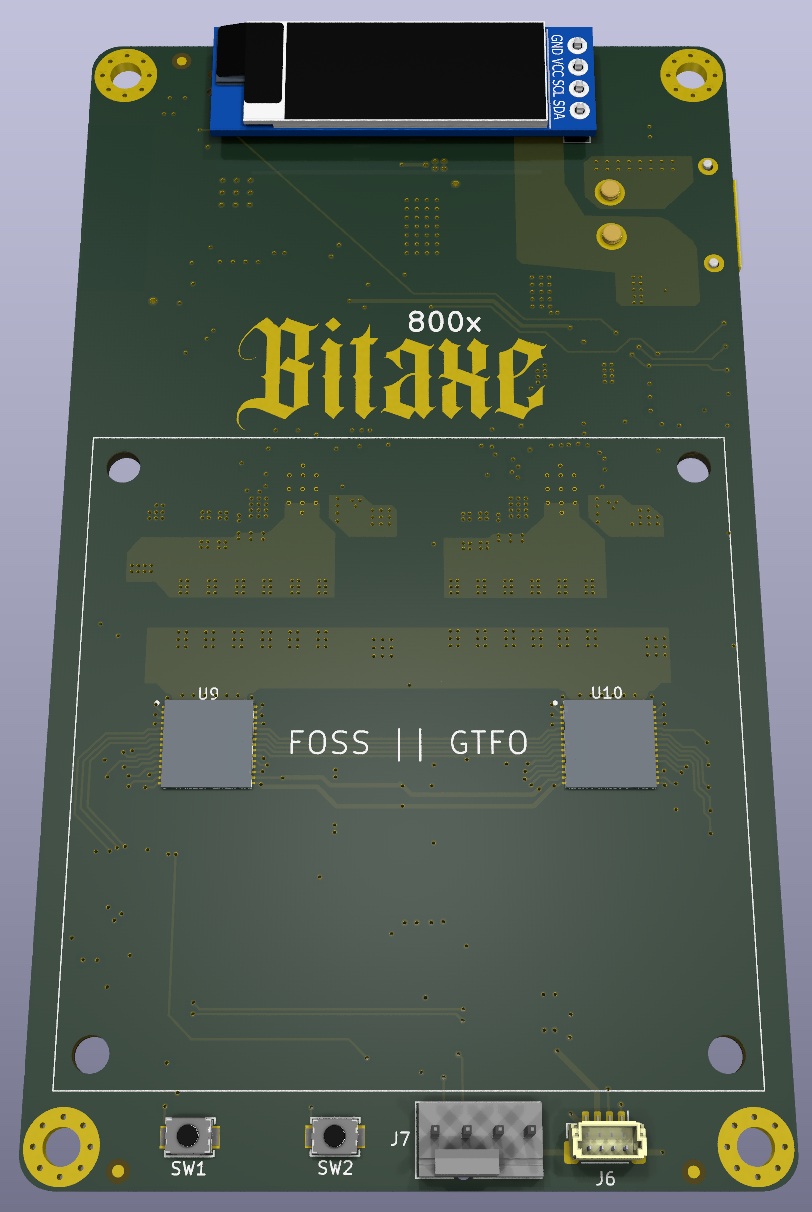 GND VCC SCL SDA
800x
Bitaxe
U9
U10
FOSS || GTFO
J7
SW1
SW2
J6